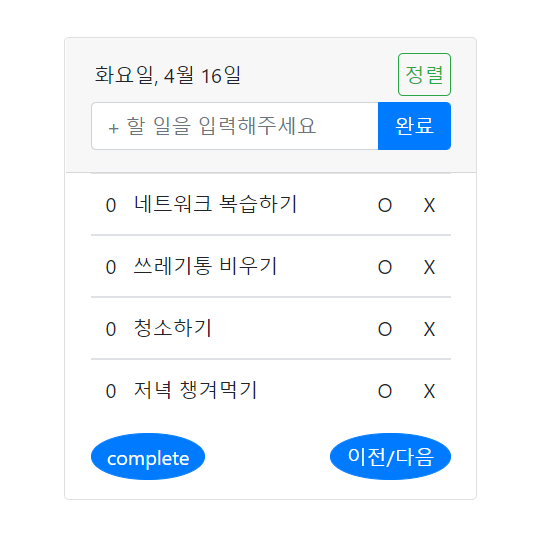 화요일, 4월 16일 정렬
+ 할 일을 입력해주세요 완료
0 네트워크 복습하기 O X
0 쓰레기통 비우기 O X
0 청소하기 O X
0 저녁 챙겨먹기 O X
complete 이전/다음